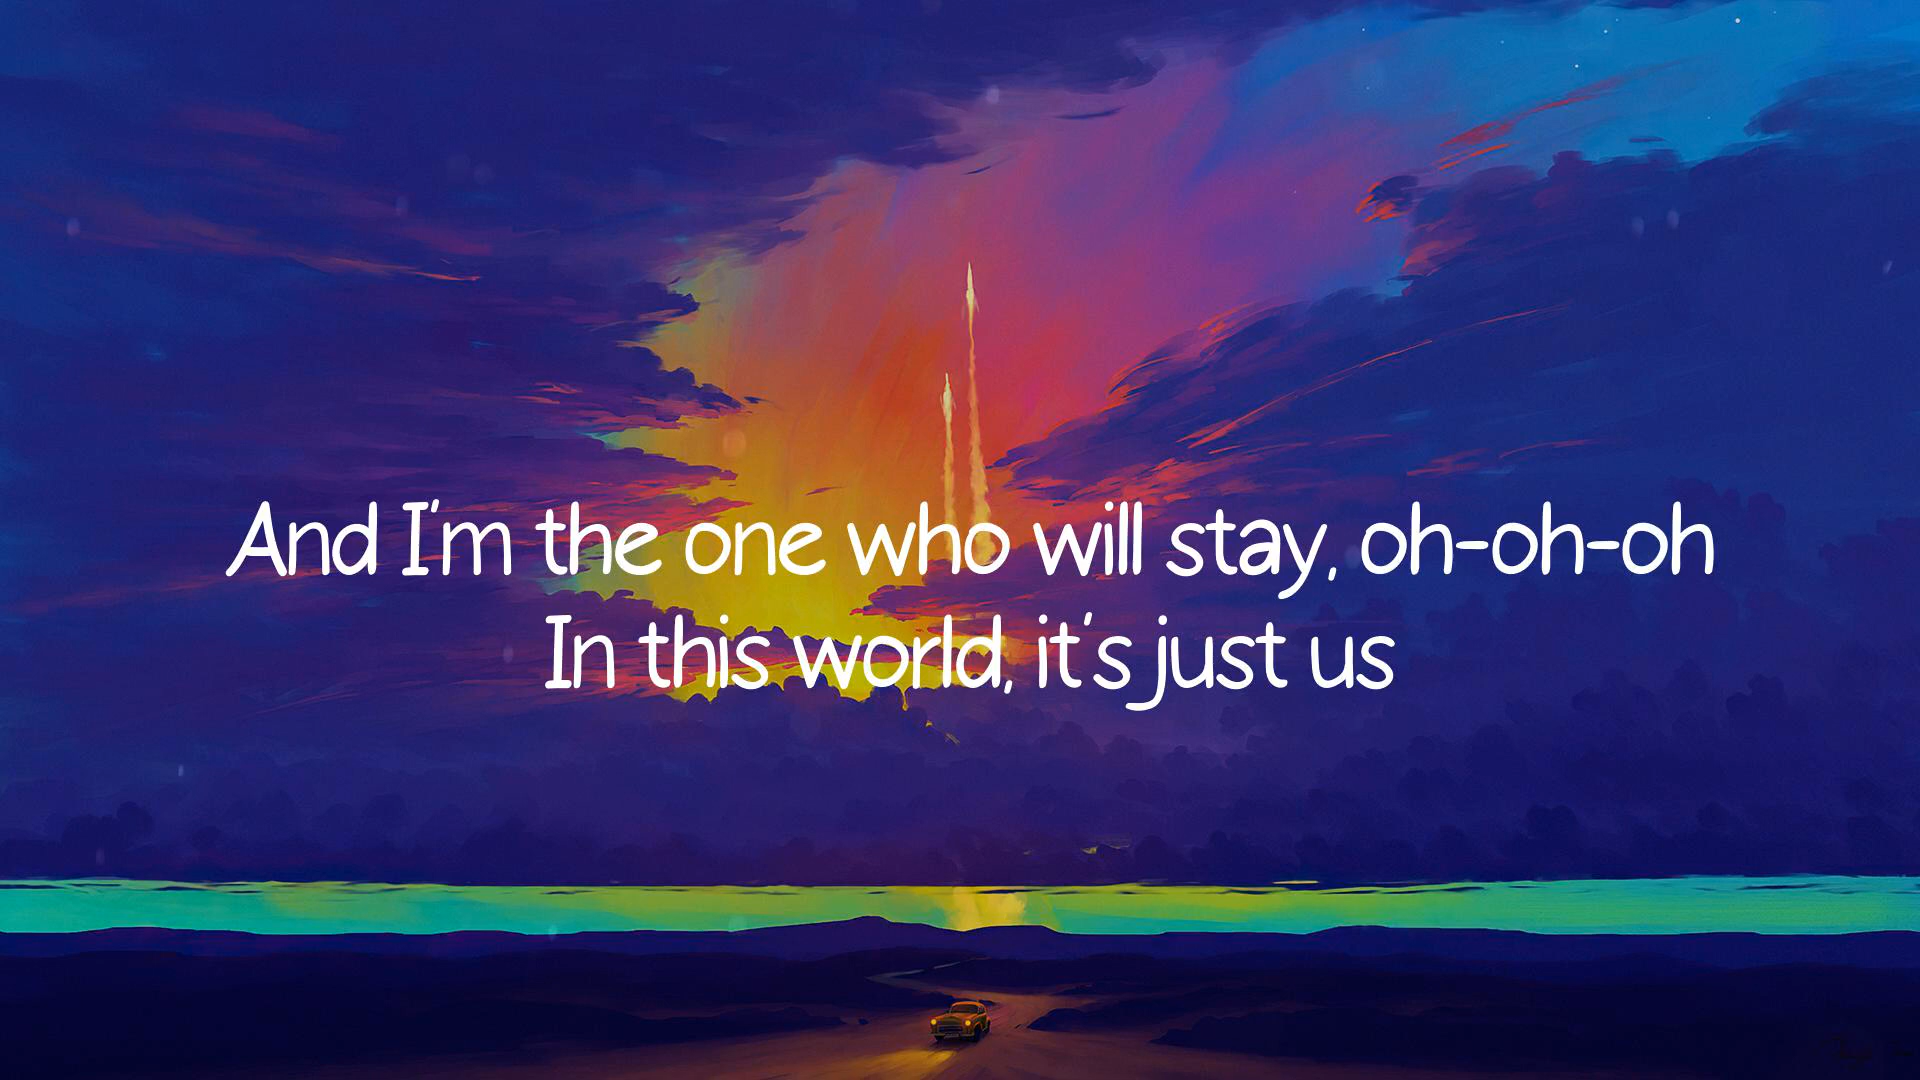 And I'm the one who will stay, oh-oh-oh
In this world, it's just us